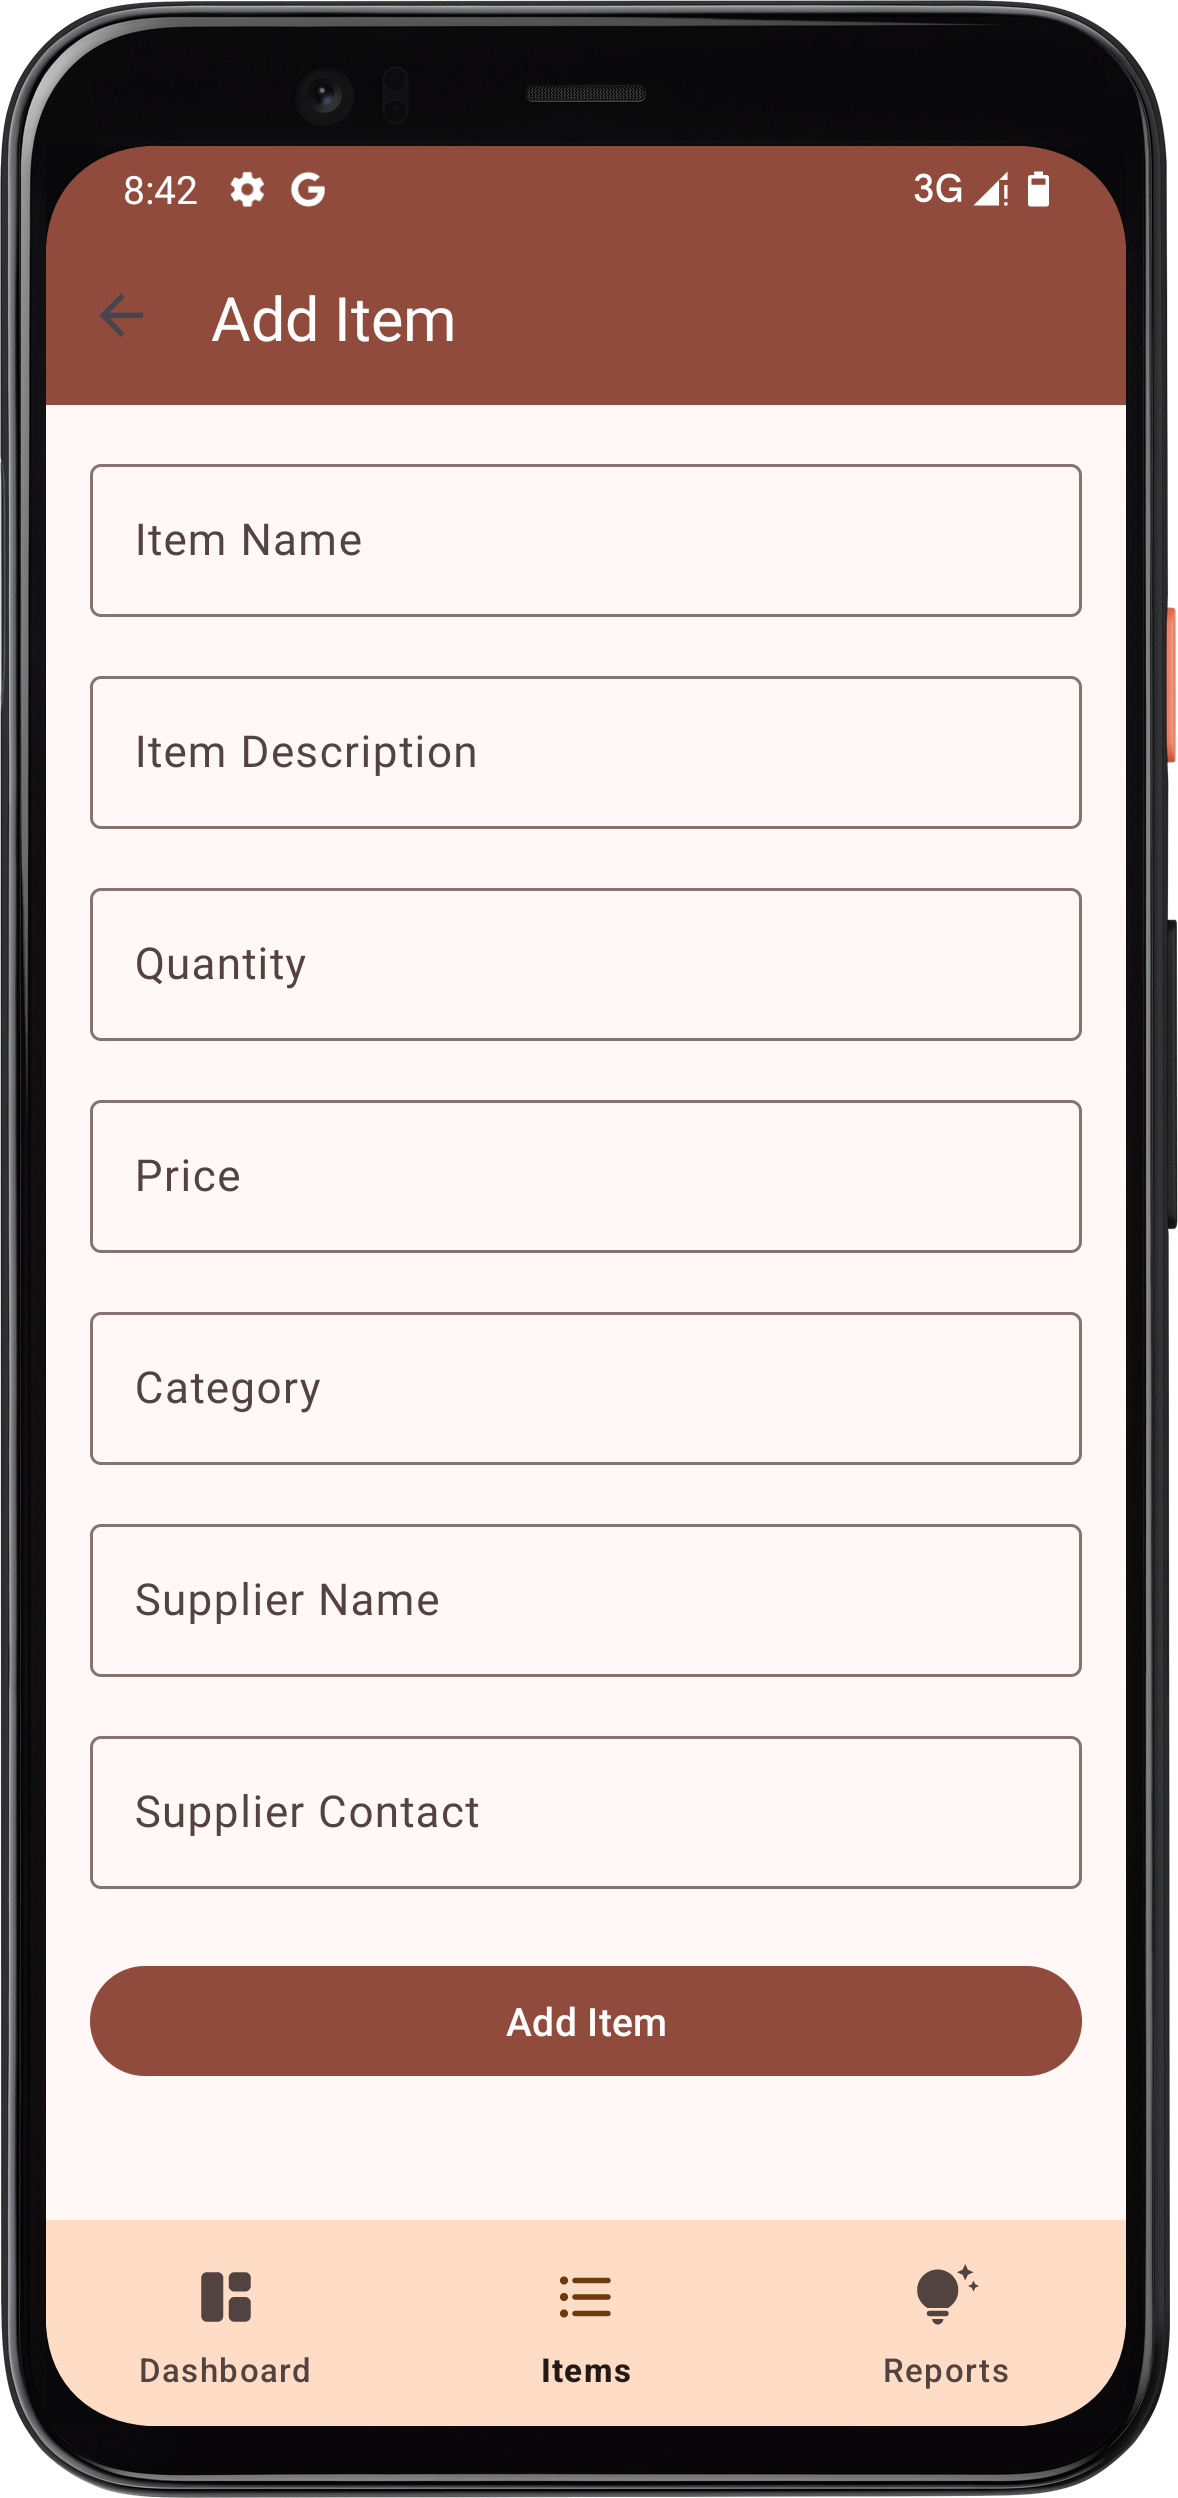 8:42 G 3G
Add Item
Item Name
Item Description
Quantity
Price
Category
Supplier Name
Supplier Contact
Add Item
Dashboard Items Reports